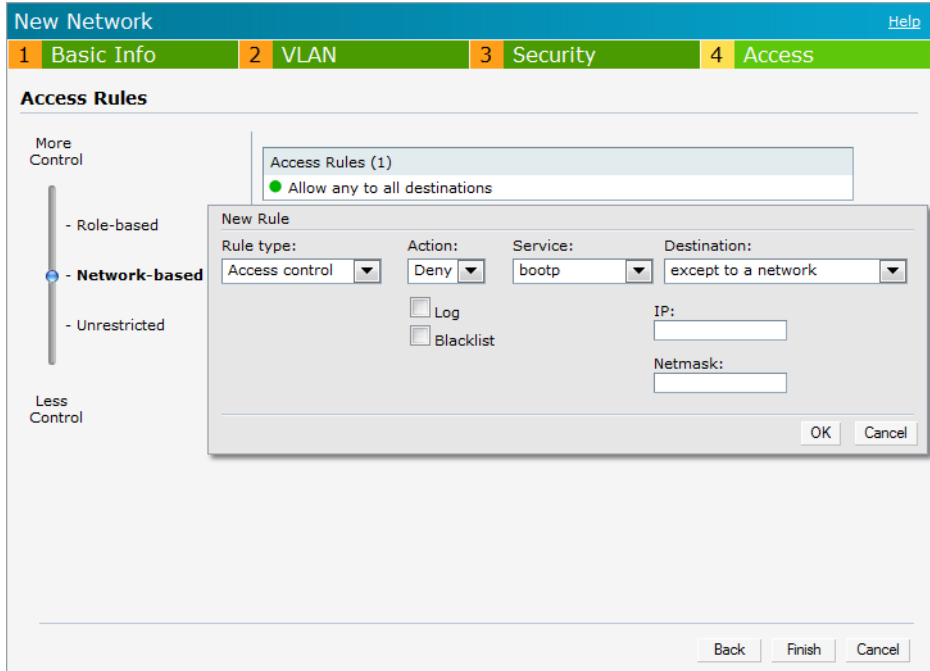 New Network Help
1 Basic Info 2 VLAN 3 Security 4 Access
Access Rules
More
Control
- Role-based
- Network-based
- Unrestricted
Less
Control
Access Rules (1)
Allow any to all destinations
New Rule
Rule type: Action: Service: Destination:
Access control Deny bootp except to a network
Log
Blacklist
IP:
Netmask:
OK Cancel
Back Finish Cancel